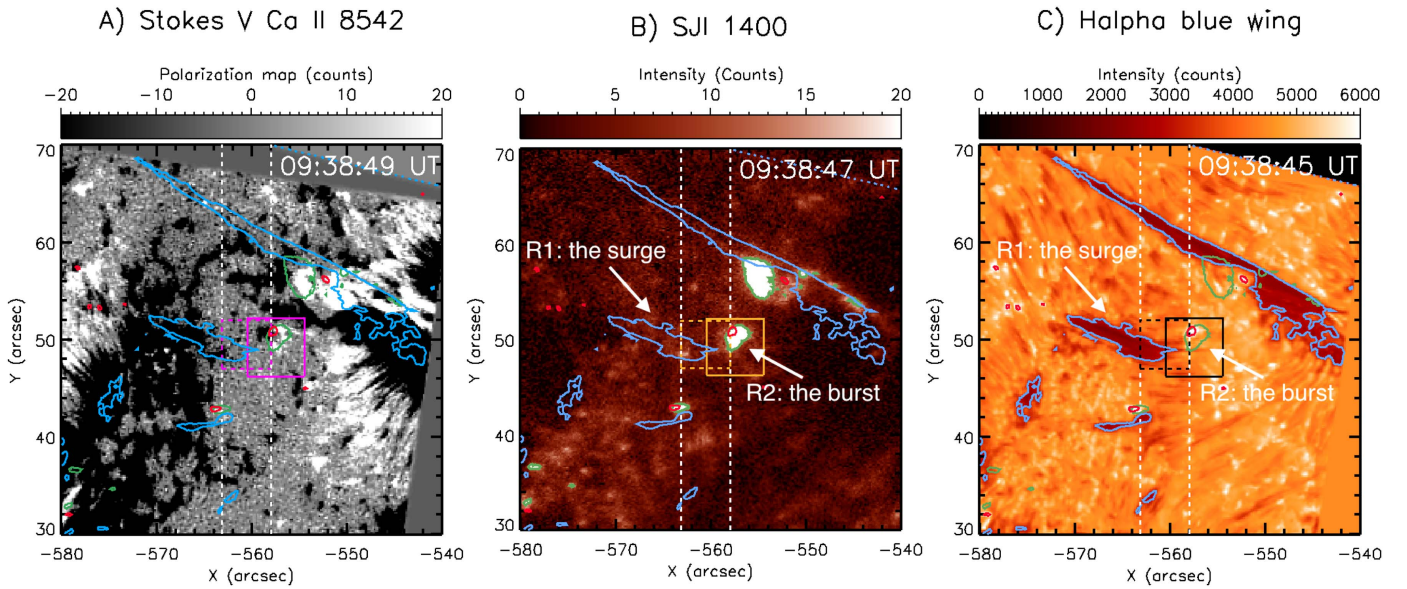 A) Stokes V Ca II 8542
Polarization map (counts)
-20 -10 0 10 20
09:38:49 UT
70
60
50
40
30
Y (arcsec)
-580 -570 -560 -550 -540
X (arcsec)
B) SJI 1400
Intensity (Counts)
0 5 10 15 20
09:38:47 UT
R1: the surge
R2: the burst
70
60
50
40
30
Y (arcsec)
-580 -570 -560 -550 -540
X (arcsec)
C) Halpha blue wing
Intensity (counts)
0 1000 2000 3000 4000 5000 6000
09:38:45 UT
R1: the surge
R2: the burst
70
60
50
40
30
Y (arcsec)
-580 -570 -560 -550 -540
X (arcsec)